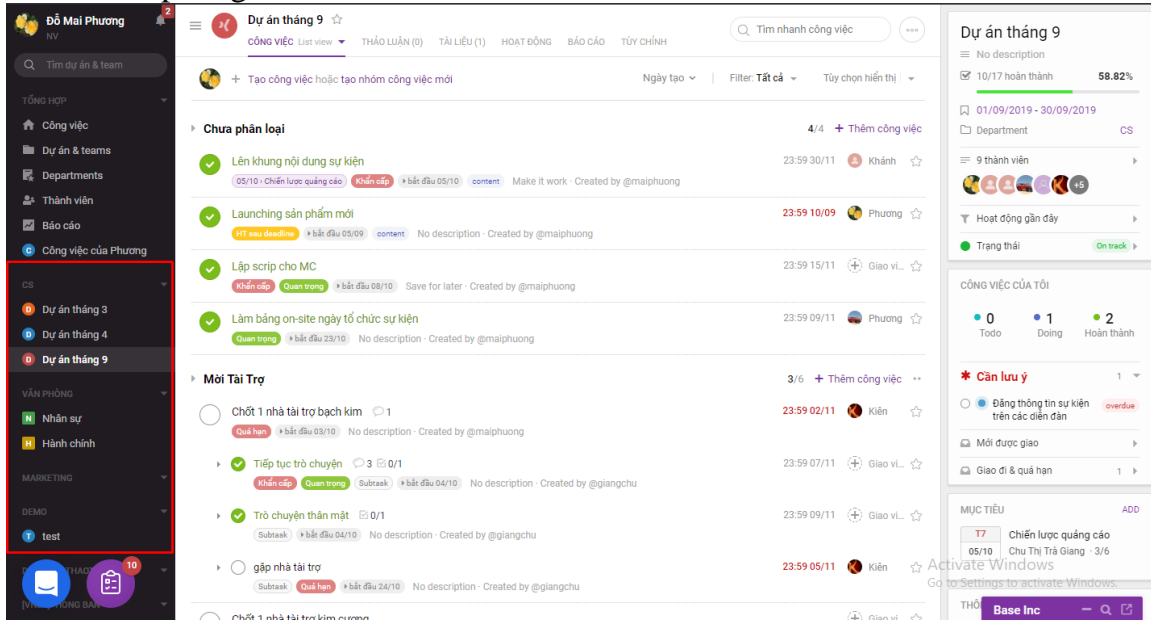 Đỗ Mai Phương
2
NV
Tìm dự án & team
TỔNG HỢP
Công việc
Dự án & teams
Departments
Thành viên
Báo cáo
C Công việc của Phương
CS
D Dự án tháng 3
D Dự án tháng 4
D Dự án tháng 9
VĂN PHÒNG
N Nhân sự
H Hành chính
MARKETING
DEMO
T test
10
Dự án tháng 9
CÔNG VIỆC List view THẢO LUẬN (0) TÀI LIỆU (1) HOẠT ĐỘNG BÁO CÁO TÙY CHỈNH
Tìm nhanh công việc
+ Tạo công việc hoặc tạo nhóm công việc mới
Ngày tạo Filter: Tất cả Tùy chọn hiển thị
Chưa phân loại 4/4 + Thêm công việc
Lên khung nội dung sự kiện 23:59 30/11 Khánh
05/10 › Chiến lược quảng cáo Khẩn cấp bắt đầu 05/10 content Make it work · Created by @maiphuong
Launching sản phẩm mới 23:59 10/09 Phương
HT sau deadline bắt đầu 05/09 content No description · Created by @maiphuong
Lập scrip cho MC 23:59 15/11 Giao vi...
Khẩn cấp Quan trọng bắt đầu 08/10 Save for later · Created by @maiphuong
Làm bảng on-site ngày tổ chức sự kiện 23:59 09/11 Phương
Quan trọng bắt đầu 23/10 No description · Created by @maiphuong
Mời Tài Trợ 3/6 + Thêm công việc
Chốt 1 nhà tài trợ bạch kim 1 23:59 02/11 Kiên
Quá hạn bắt đầu 03/10 No description · Created by @maiphuong
Tiếp tục trò chuyện 3 0/1 23:59 07/11 Giao vi...
Khẩn cấp Quan trọng Subtask bắt đầu 04/10 No description · Created by @giangchu
Trò chuyện thân mật 0/1 23:59 09/11 Giao vi...
Subtask bắt đầu 04/10 No description · Created by @giangchu
gặp nhà tài trợ 23:59 05/11 Kiên
Subtask Quá hạn bắt đầu 24/10 No description · Created by @giangchu
Chốt 1 nhà tài trợ kim cương Giao vi...
Dự án tháng 9
No description
10/17 hoàn thành 58.82%
01/09/2019 - 30/09/2019
Department CS
9 thành viên
+5
Hoạt động gần đây
Trạng thái On track
CÔNG VIỆC CỦA TÔI
0 1 2
Todo Doing Hoàn thành
Cần lưu ý 1
Đăng thông tin sự kiện trên các diễn đàn overdue
Mới được giao
Giao đi & quá hạn 1
MỤC TIÊU ADD
T7 Chiến lược quảng cáo
05/10 Chu Thị Trà Giang · 3/6
Activate Windows
Go to Settings to activate Windows.
Base Inc